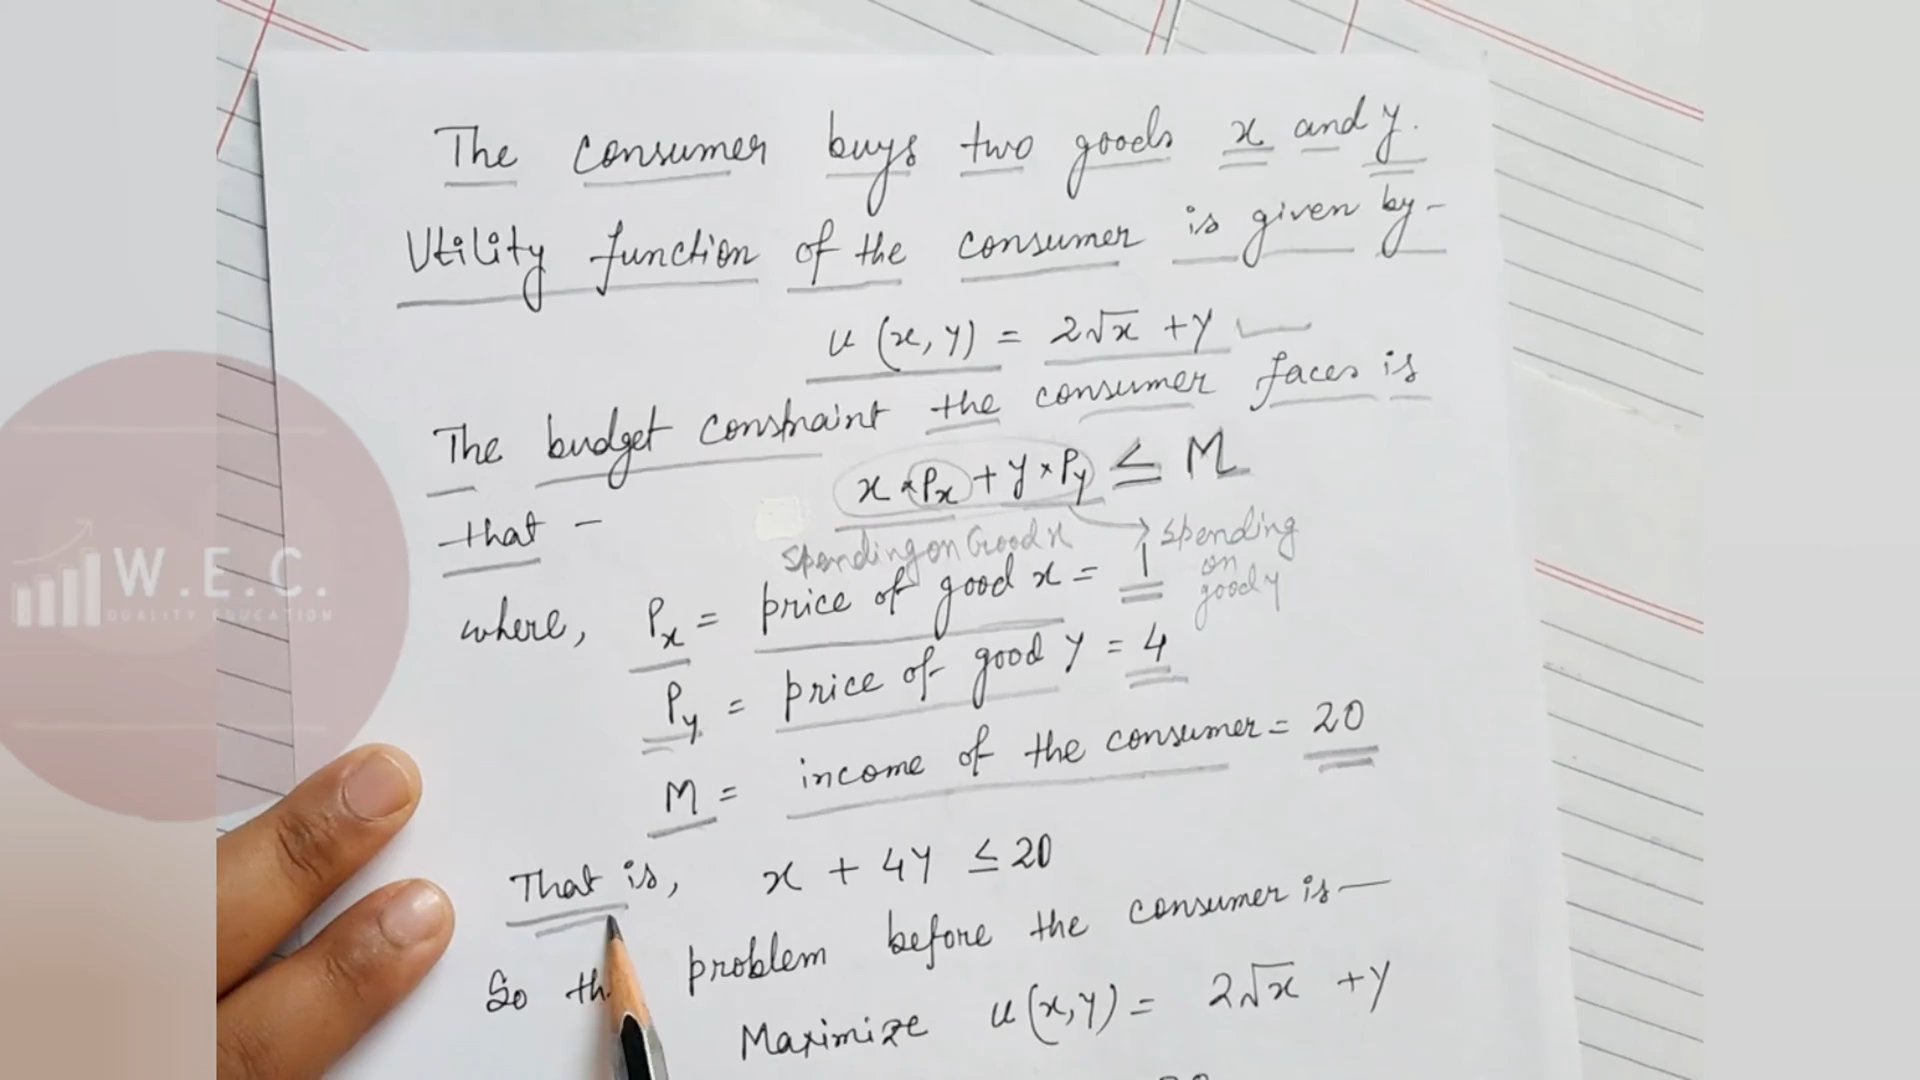 The consumer buys two goods x and y.
Utility function of the consumer is given by -
u (x, y) = 2√x + y
The budget constraint the consumer faces is
that - x * Px + y * Py ≤ M
spending on Good x
spending
on
good y
where, Px = price of good x = 1
Py = price of good y = 4
M = income of the consumer = 20
That is, x + 4y ≤ 20
So problem before the consumer is —
Maximize u (x, y) = 2√x + y
W.E.C.
QUALITY EDUCATION